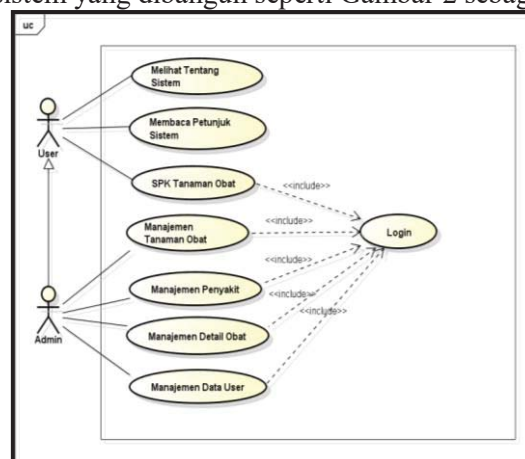 sistem yang dibangun seperti Gambar 2 sebag
uc
Melihat Tentang
Sistem
Membaca Petunjuk
Sistem
User
SPK Tanaman Obat
<<include>>
Manajemen
Tanaman Obat
<<include>>
Login
<<include>>
Manajemen Penyakit
<<include>>
Admin
Manajemen Detail Obat
<<include>>
Manajemen Data User